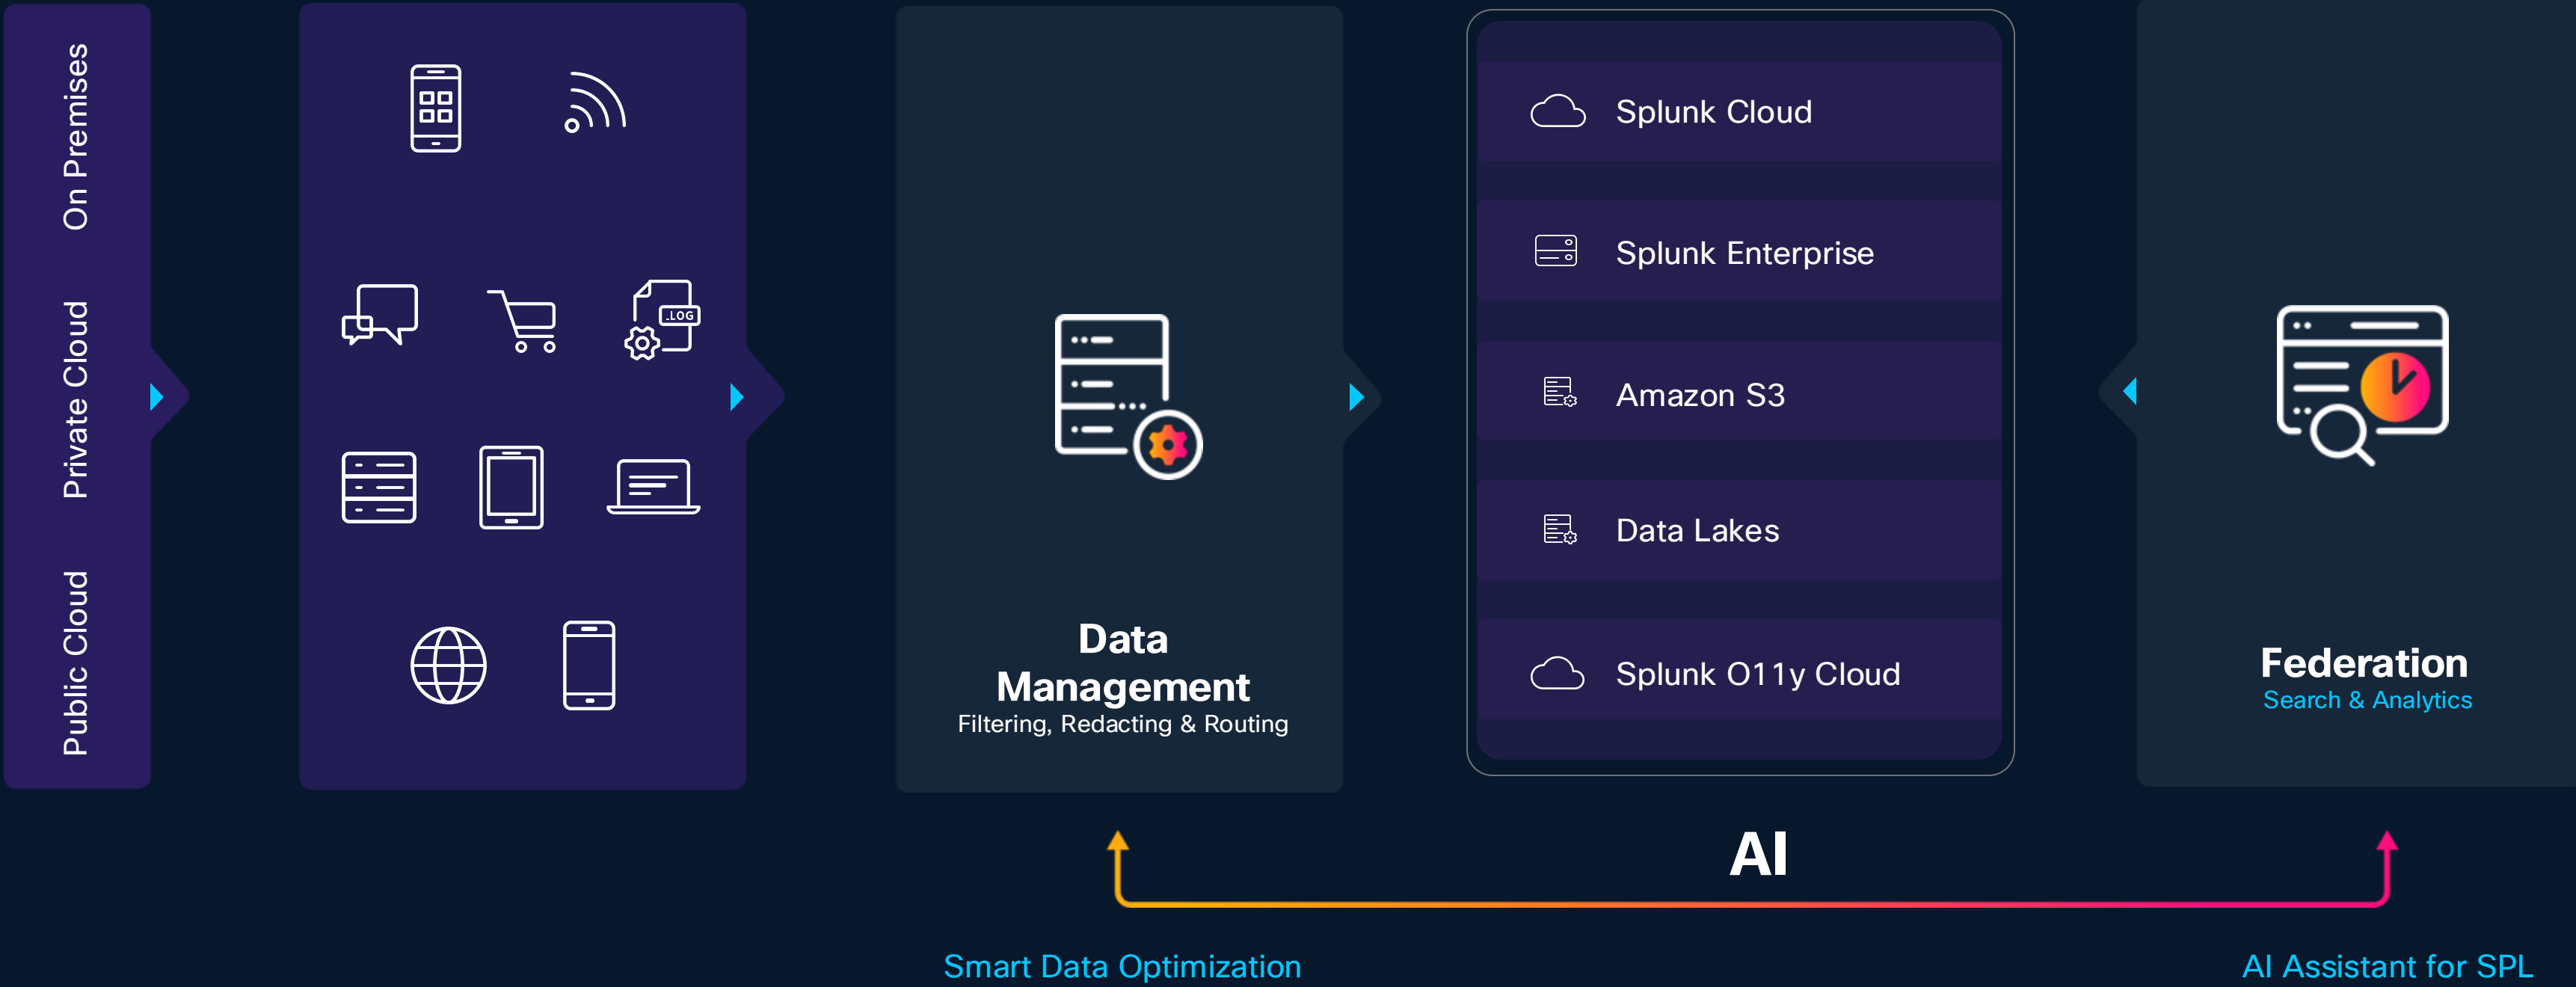 On Premises
Private Cloud
Public Cloud
.LOG
Data
Management
Filtering, Redacting & Routing
Splunk Cloud
Splunk Enterprise
Amazon S3
Data Lakes
Splunk O11y Cloud
Federation
Search & Analytics
AI
Smart Data Optimization
AI Assistant for SPL